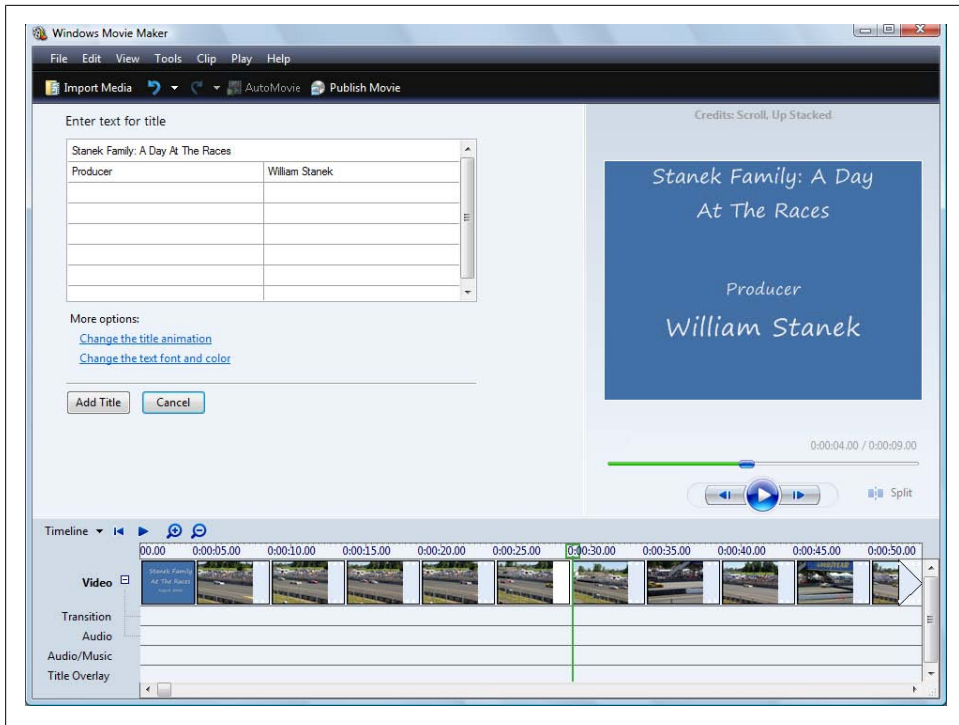 Windows Movie Maker
File Edit View Tools Clip Play Help
Import Media AutoMovie Publish Movie
Enter text for title
Stanek Family: A Day At The Races
Producer William Stanek
More options:
Change the title animation
Change the text font and color
Add Title Cancel
Credits: Scroll, Up Stacked
Stanek Family: A Day
At The Races
Producer
William Stanek
0:00:04.00 / 0:00:09.00
Split
Timeline
00.00 0:00:05.00 0:00:10.00 0:00:15.00 0:00:20.00 0:00:25.00 0:00:30.00 0:00:35.00 0:00:40.00 0:00:45.00 0:00:50.00
Video
Stanek Family
At The Races
Transition
Audio
Audio/Music
Title Overlay